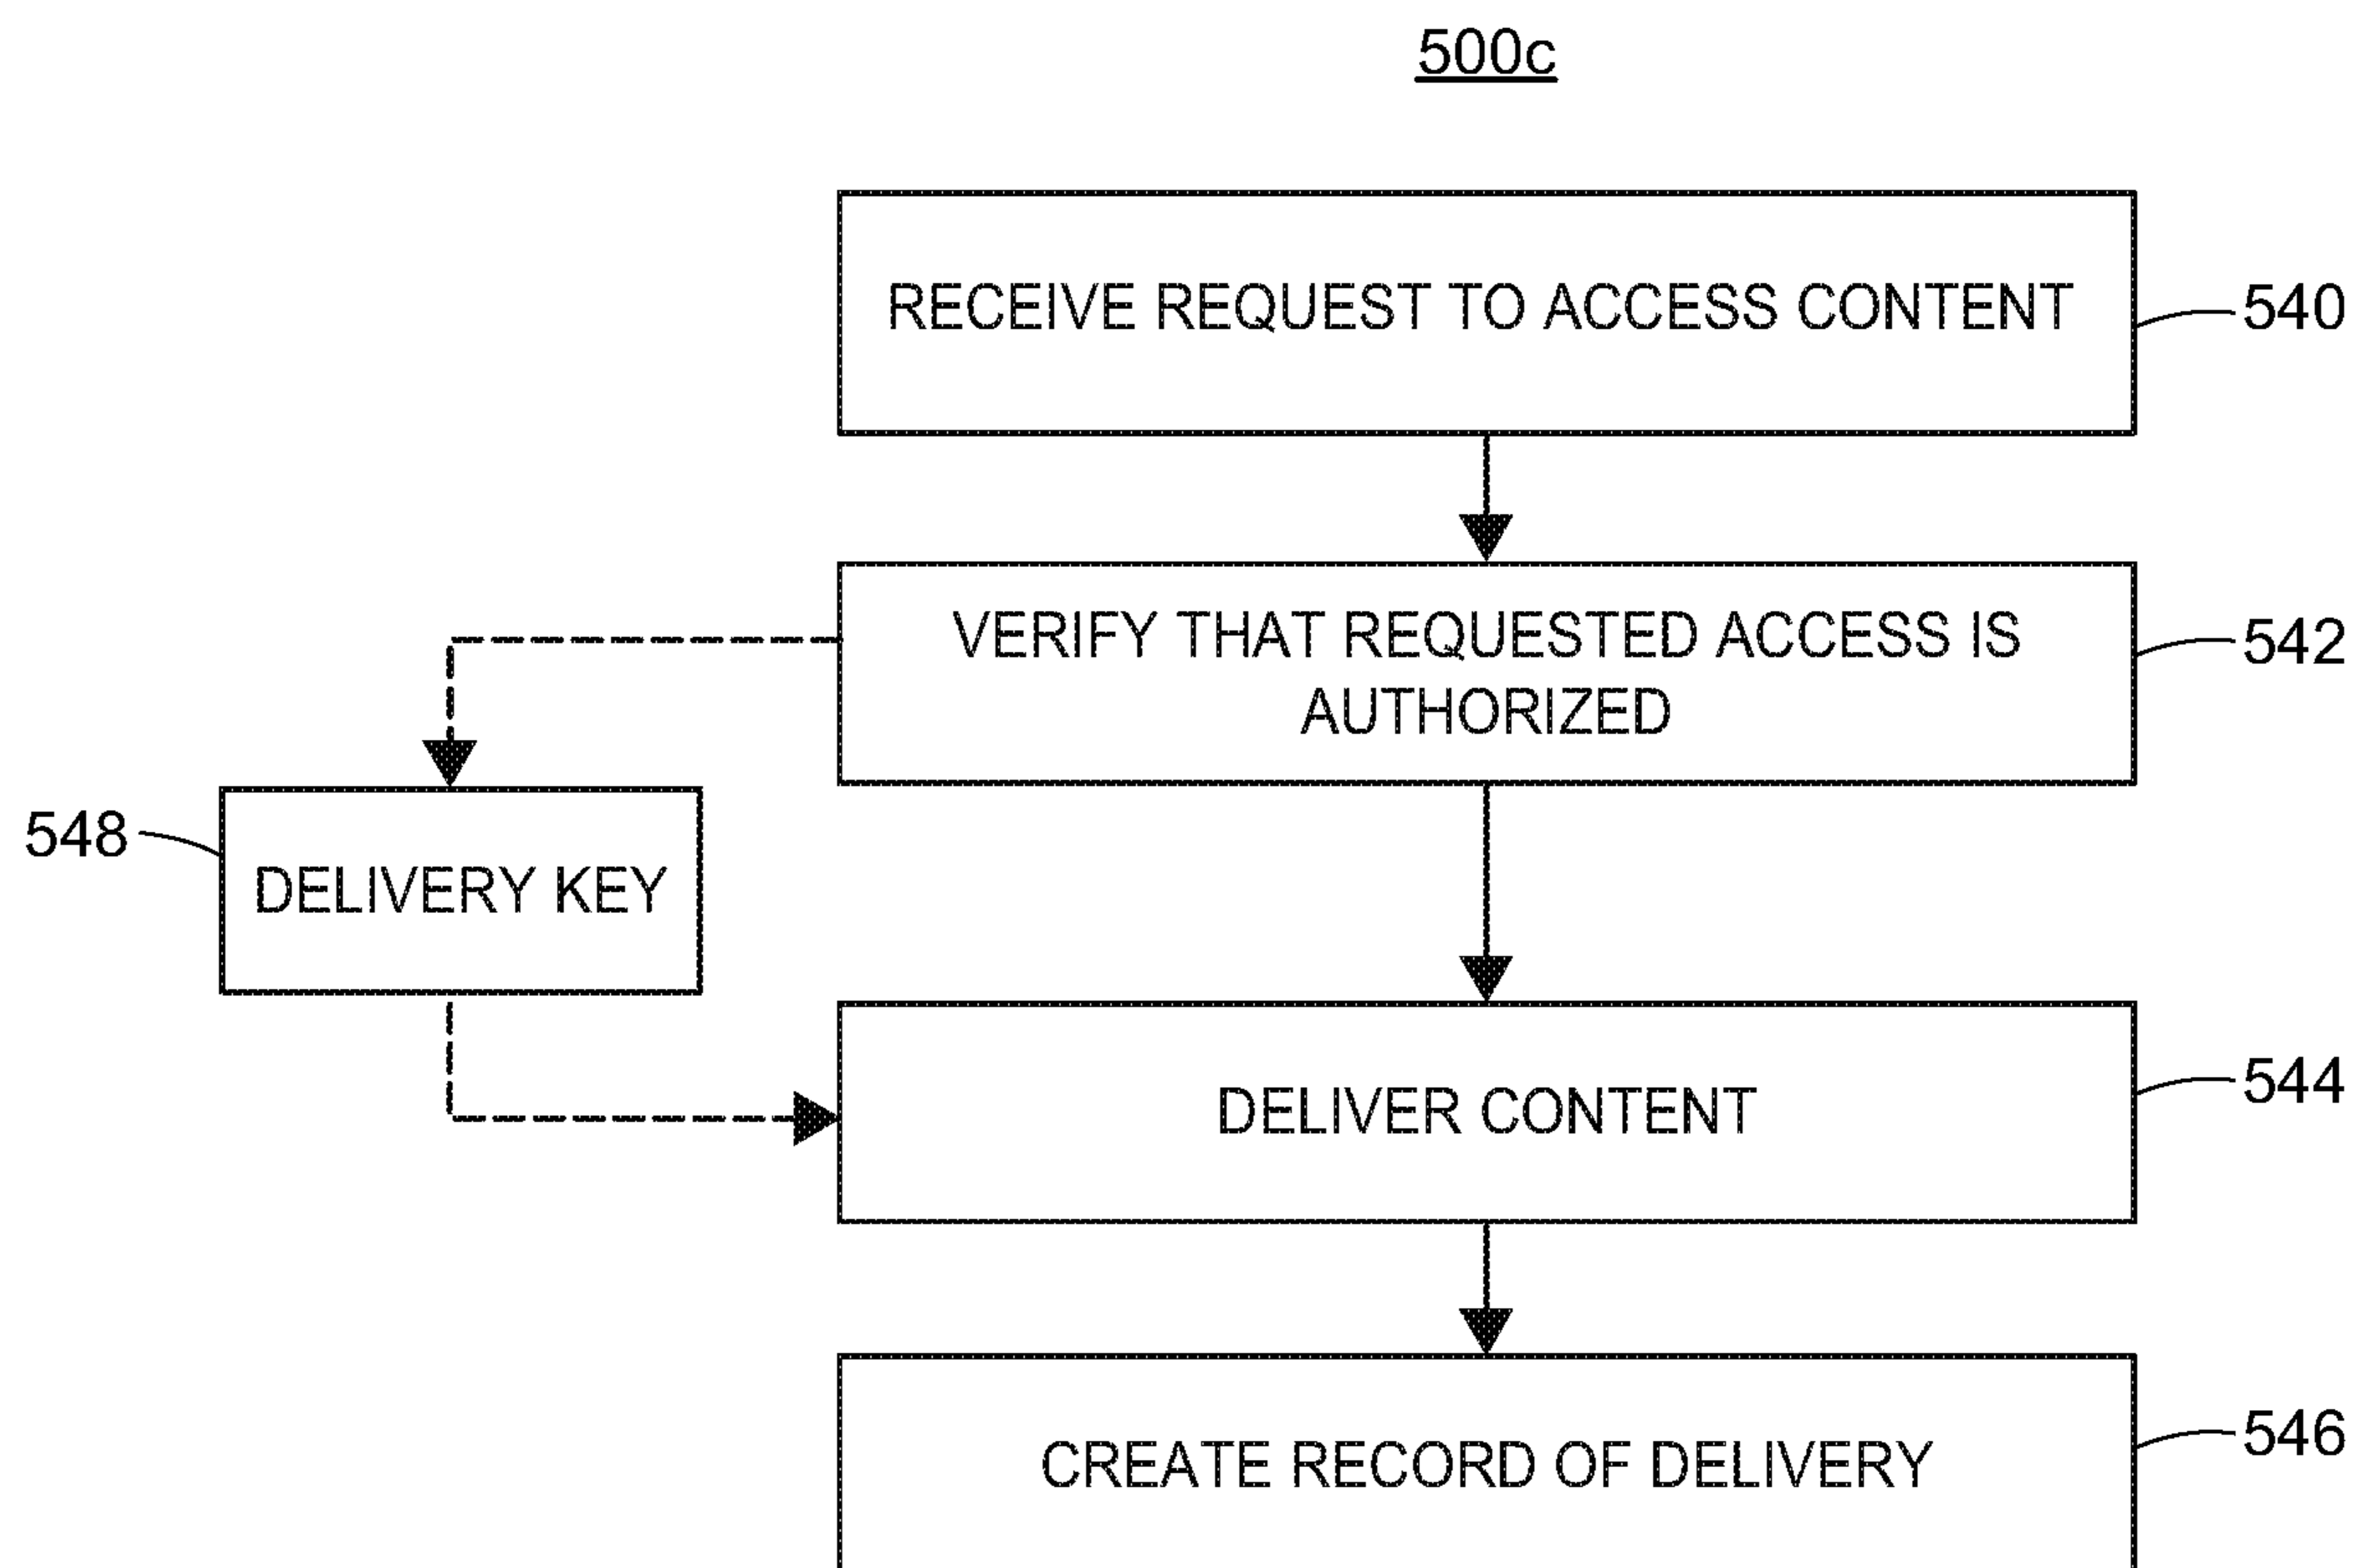 500c
RECEIVE REQUEST TO ACCESS CONTENT
540
VERIFY THAT REQUESTED ACCESS IS
AUTHORIZED
542
548
DELIVERY KEY
DELIVER CONTENT
544
CREATE RECORD OF DELIVERY
546